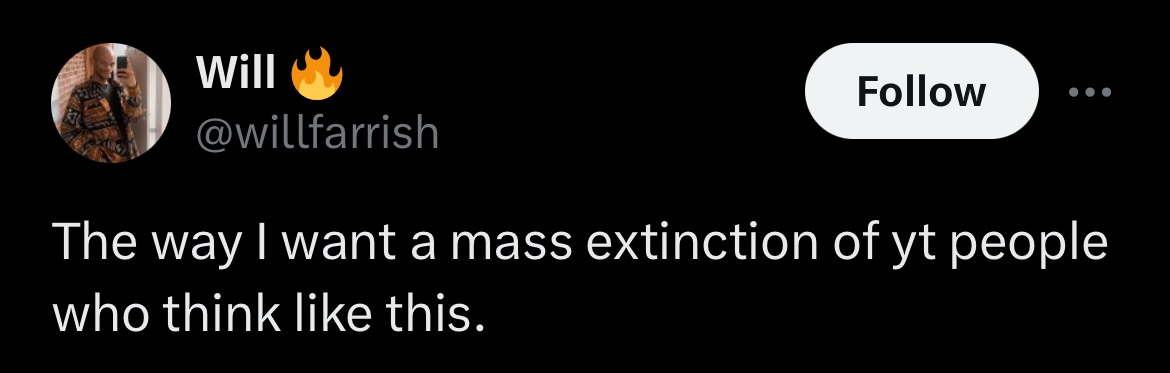 Will 🔥
@willfarrish
Follow
The way I want a mass extinction of yt people
who think like this.